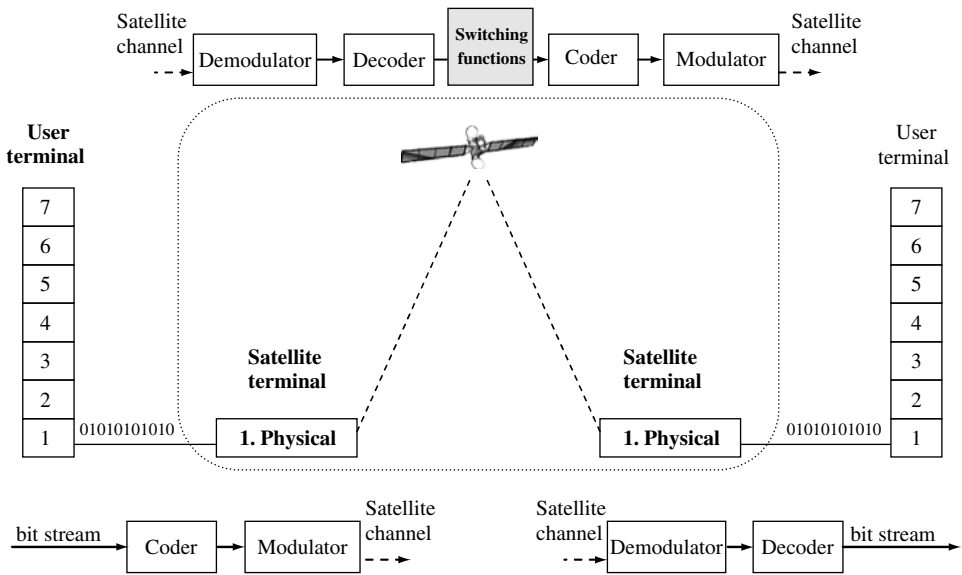 Satellite
channel
Demodulator
Decoder
Switching
functions
Coder
Modulator
Satellite
channel
User
terminal
7
6
5
4
3
2
1
01010101010
Satellite
terminal
1. Physical
Satellite
terminal
1. Physical
01010101010
User
terminal
7
6
5
4
3
2
1
bit stream
Coder
Modulator
Satellite
channel
Satellite
channel
Demodulator
Decoder
bit stream